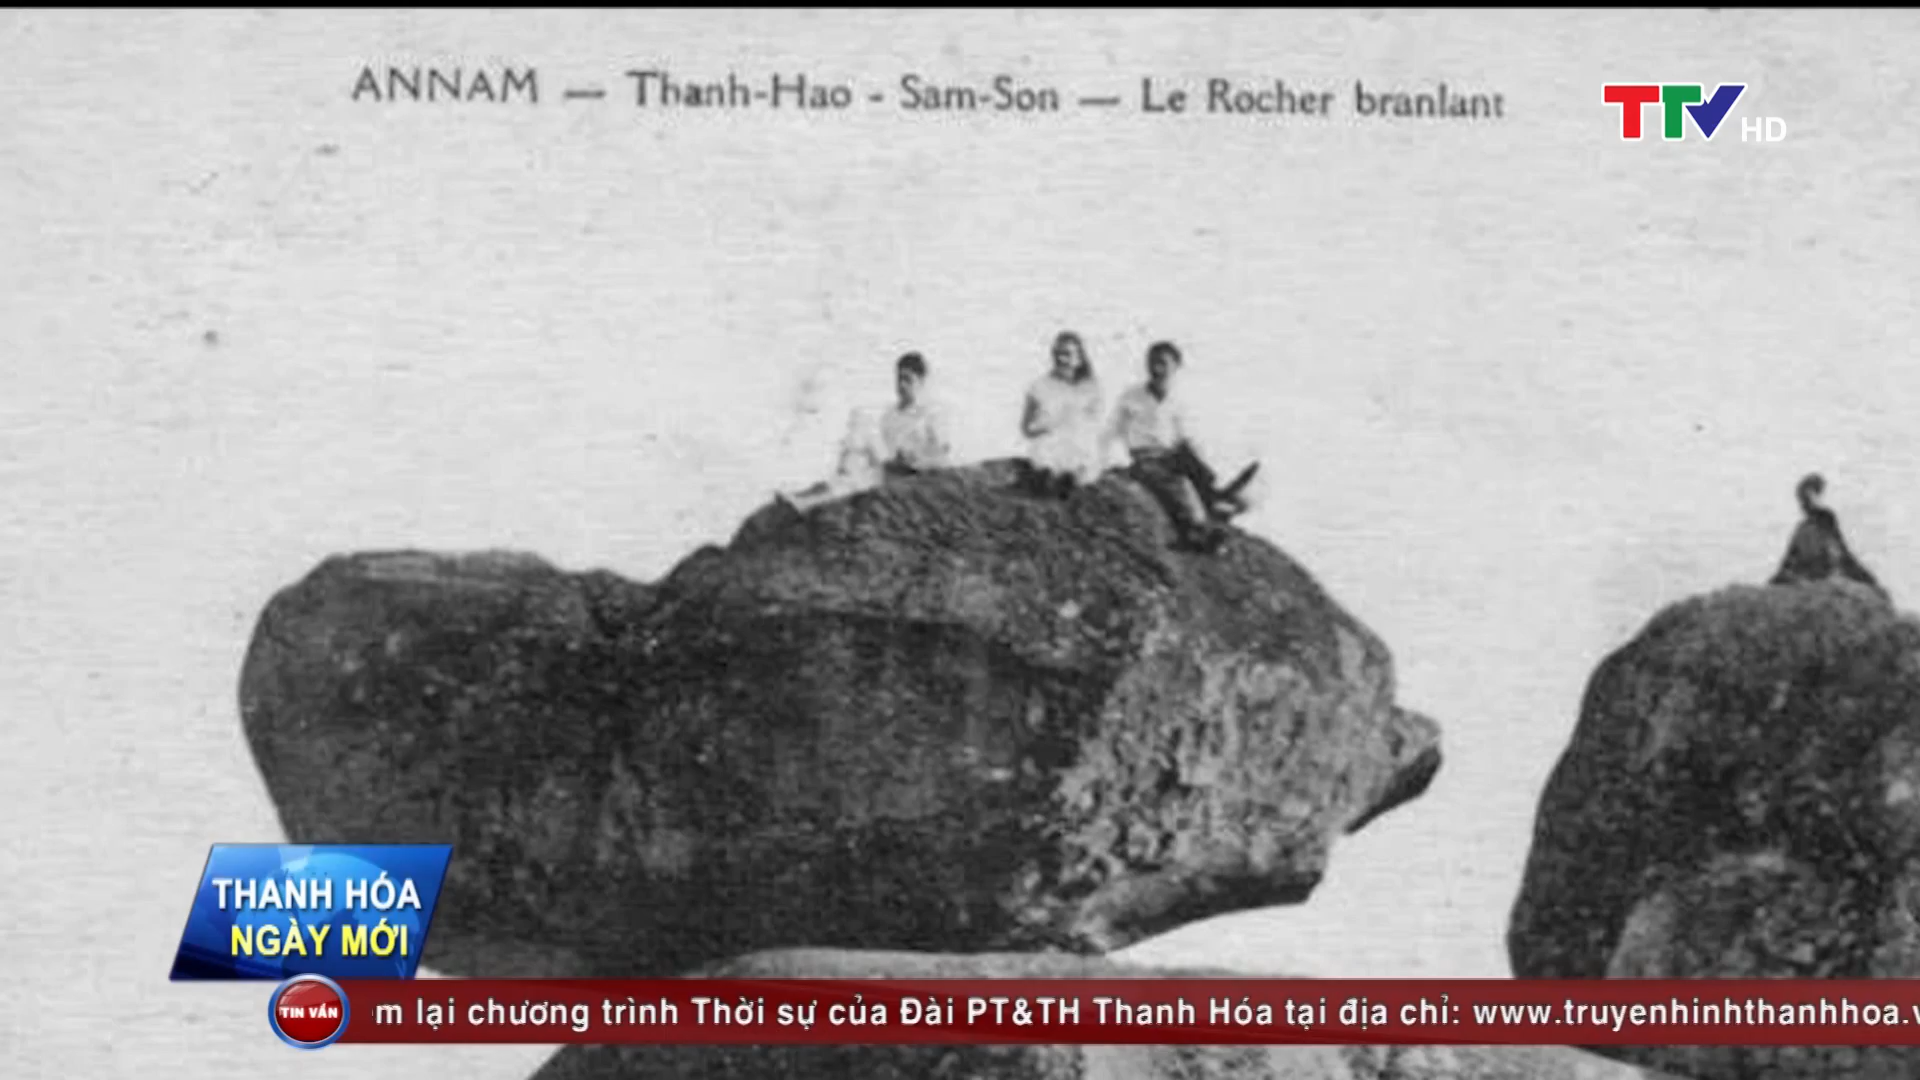 ANNAM — Thanh-Hao - Sam-Son — Le Rocher branlant
TTV HD
THANH HÓA
NGÀY MỚI
TIN VẮN
m lại chương trình Thời sự của Đài PT&TH Thanh Hóa tại địa chỉ: www.truyenhinhthanhhoa.v